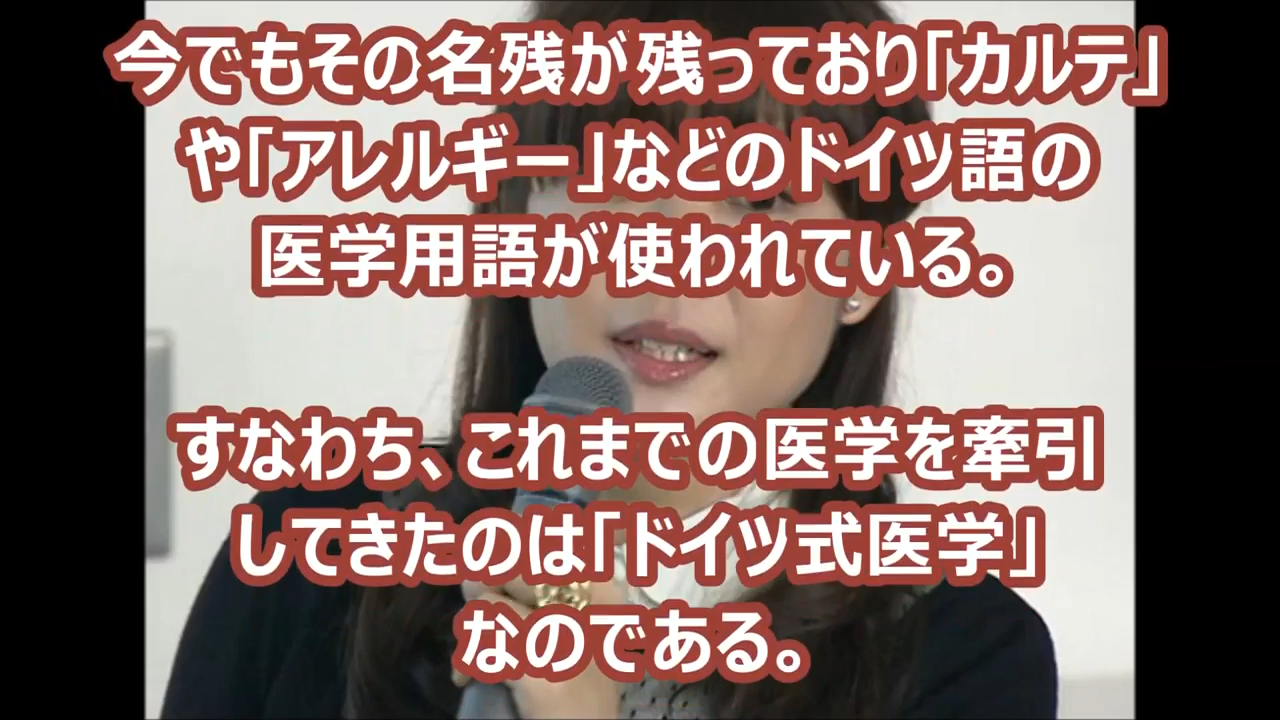 今でもその名残が残っており「カルテ」
や「アレルギー」などのドイツ語の
医学用語が使われている。
すなわち、これまでの医学を牽引
してきたのは「ドイツ式医学」
なのである。